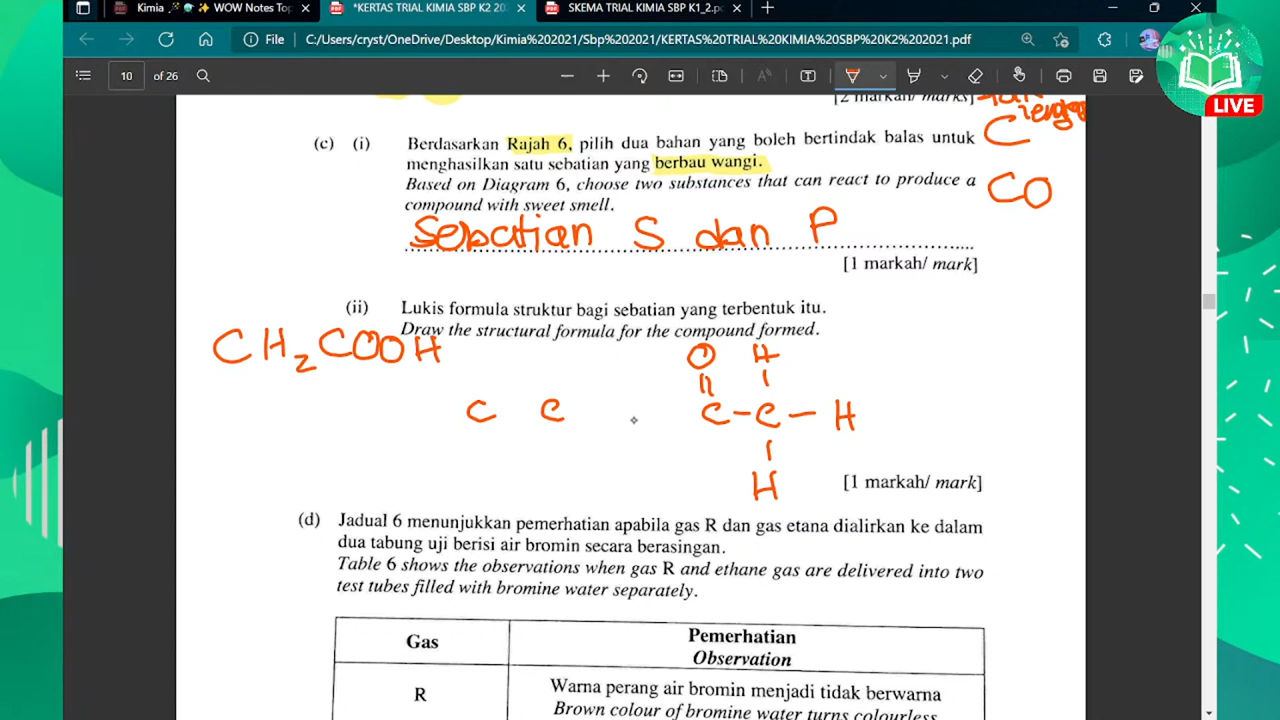 Kimia 🧪 ✨ WOW Notes Top
*KERTAS TRIAL KIMIA SBP K2 202
SKEMA TRIAL KIMIA SBP K1_2.p
File C:/Users/cryst/OneDrive/Desktop/Kimia%202021/Sbp%202021/KERTAS%20TRIAL%20KIMIA%20SBP%20K2%202021.pdf
LIVE
10 of 26
[2 markah/ marks]
C
CO
(c) (i) Berdasarkan Rajah 6, pilih dua bahan yang boleh bertindak balas untuk
menghasilkan satu sebatian yang berbau wangi.
Based on Diagram 6, choose two substances that can react to produce a
compound with sweet smell.
Sebatian S dan P
[1 markah/ mark]
(ii) Lukis formula struktur bagi sebatian yang terbentuk itu.
Draw the structural formula for the compound formed.
CH2COOH
O H
C C C - C - H
H
[1 markah/ mark]
(d) Jadual 6 menunjukkan pemerhatian apabila gas R dan gas etana dialirkan ke dalam
dua tabung uji berisi air bromin secara berasingan.
Table 6 shows the observations when gas R and ethane gas are delivered into two
test tubes filled with bromine water separately.
Gas
Pemerhatian
Observation
R
Warna perang air bromin menjadi tidak berwarna
Brown colour of bromine water turns colourless